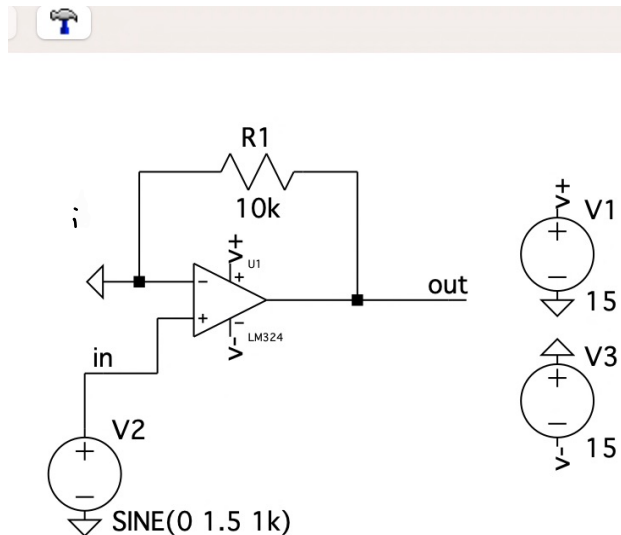 R1
10k
i
V+
U1
LM324
V-
out
in
V2
SINE(0 1.5 1k)
V+
V1
15
V3
15
V-